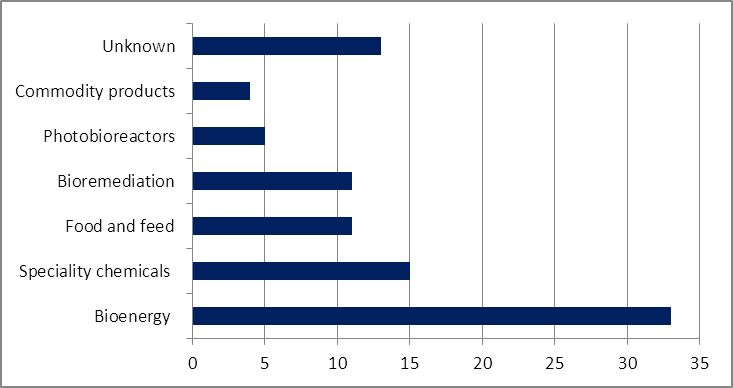 Unknown
Commodity products
Photobioreactors
Bioremediation
Food and feed
Speciality chemicals
Bioenergy
0 5 10 15 20 25 30 35